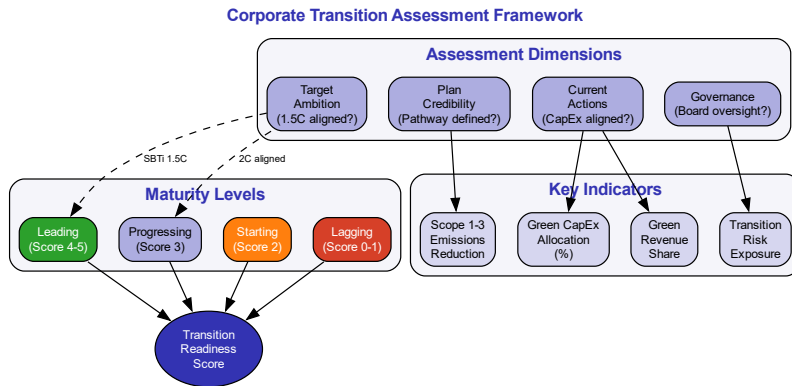 Corporate Transition Assessment Framework
Assessment Dimensions
Target
Ambition
(1.5C aligned?)
Plan
Credibility
(Pathway defined?)
Current
Actions
(CapEx aligned?)
Governance
(Board oversight?)
SBTi 1.5C
2C aligned
Maturity Levels
Leading
(Score 4-5)
Progressing
(Score 3)
Starting
(Score 2)
Lagging
(Score 0-1)
Key Indicators
Scope 1-3
Emissions
Reduction
Green CapEx
Allocation
(%)
Green
Revenue
Share
Transition
Risk
Exposure
Transition
Readiness
Score